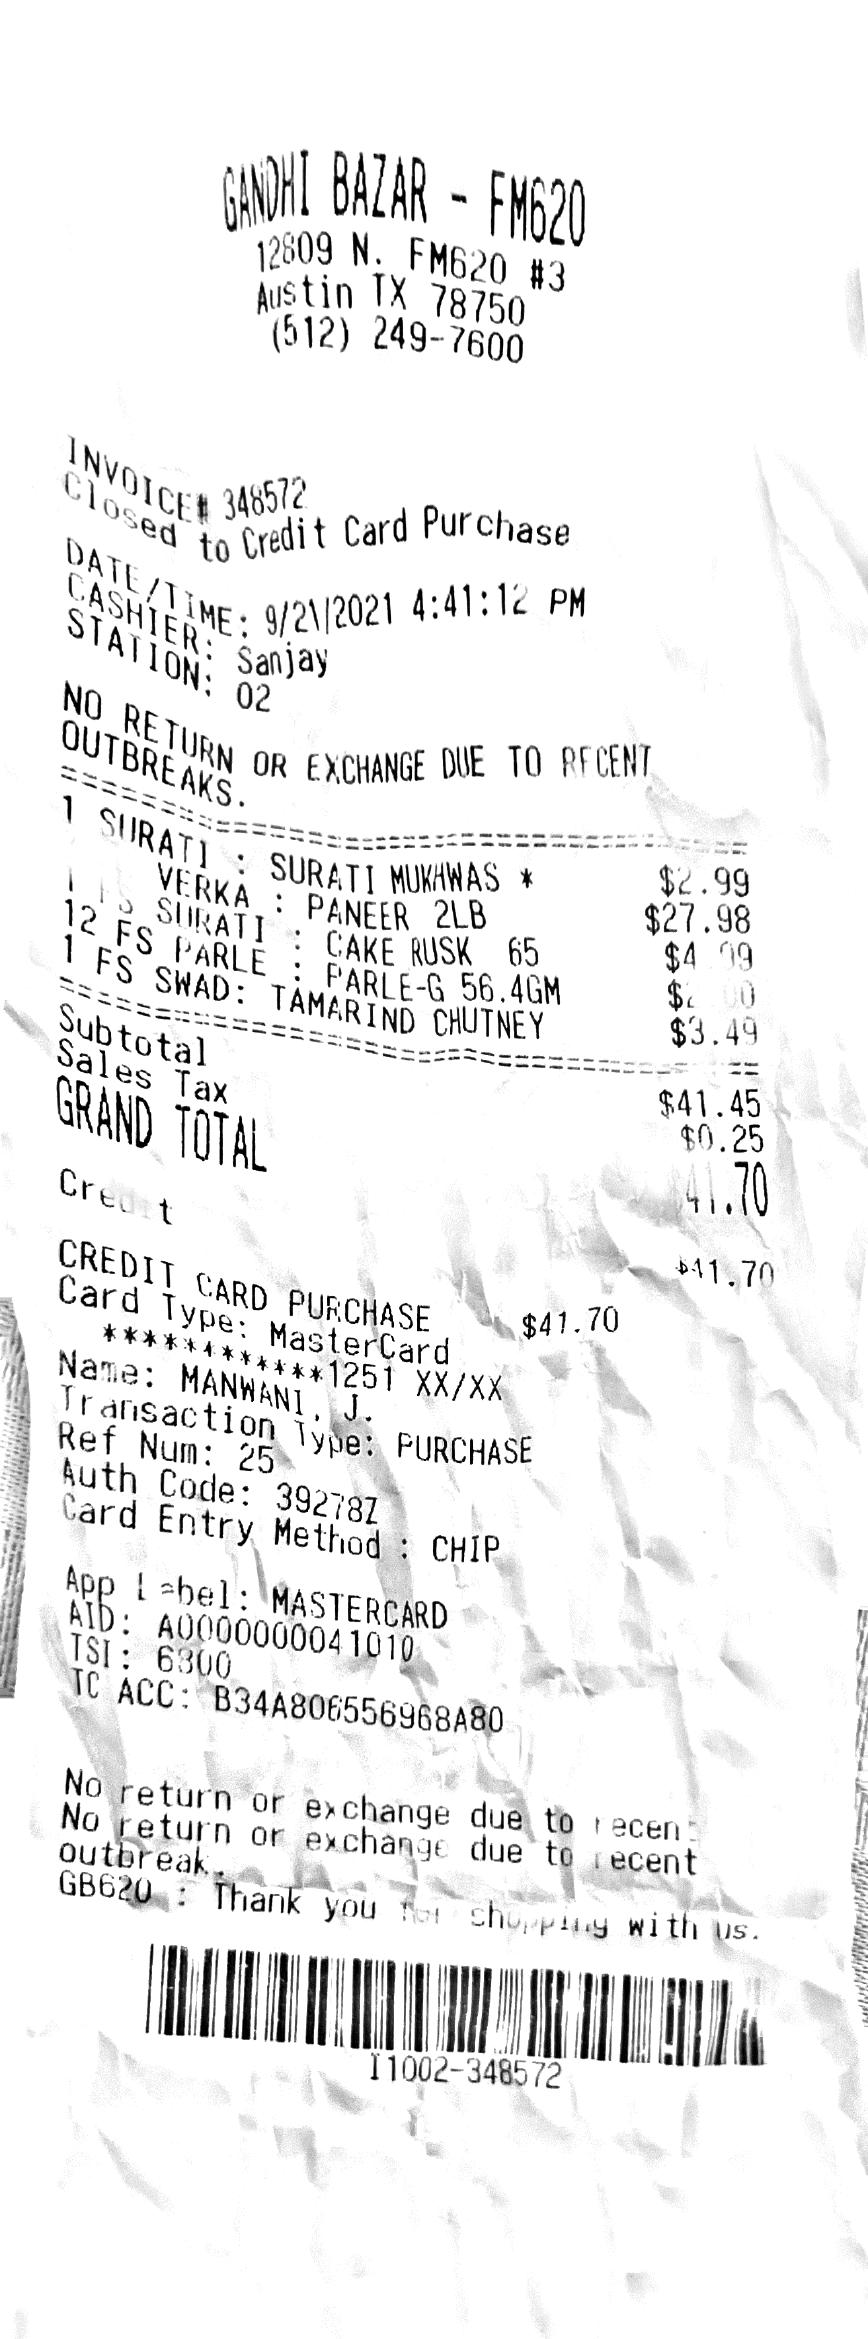 GANDHI BAZAR - FM620
12809 N. FM620 #3
Austin TX 78750
(512) 249-7600
INVOICE# 348572
Closed to Credit Card Purchase
DATE/TIME: 9/21/2021 4:41:12 PM
CASHIER: Sanjay
STATION: 02
NO RETURN OR EXCHANGE DUE TO RECENT
OUTBREAKS.
1 SURATI : SURATI MUKHWAS * $2.99
VERKA : PANEER 2LB $27.98
1 FS SURATI : CAKE RUSK 65 $4.99
12 FS PARLE : PARLE-G 56.4GM
1 FS SWAD: TAMARIND CHUTNEY $3.49
Subtotal $41.45
Sales Tax $0.25
GRAND TOTAL 41.70
Credit $41.70
CREDIT CARD PURCHASE $41.70
Card Type: MasterCard
************1251 XX/XX
Name: MANWANI, J.
Transaction Type: PURCHASE
Ref Num: 25
Auth Code: 39278Z
Card Entry Method : CHIP
App Label: MASTERCARD
AID: A0000000041010
TSI: 6800
TC ACC: B34A806556968A80
No return or exchange due to recent
No return or exchange due to recent
outbreak.
GB620 : Thank you for shopping with us.
I1002-348572